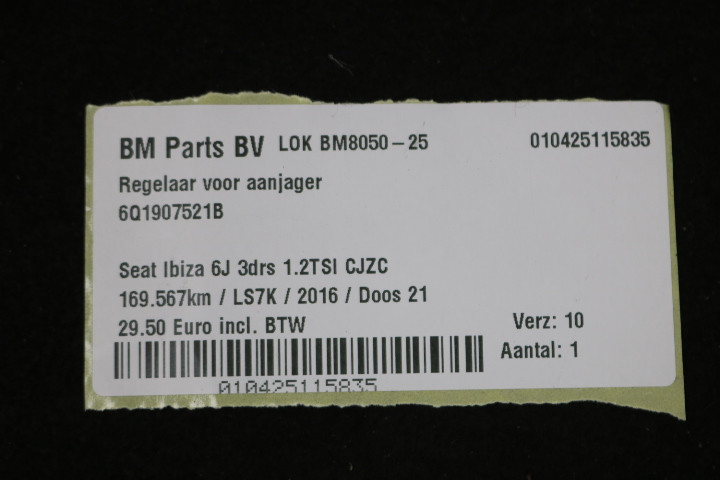 BM Parts BV LOK BM8050-25 010425115835
Regelaar voor aanjager
6Q1907521B
Seat Ibiza 6J 3drs 1.2TSI CJZC
169.567km / LS7K / 2016 / Doos 21
29.50 Euro incl. BTW Verz: 10
Aantal: 1
010425115835